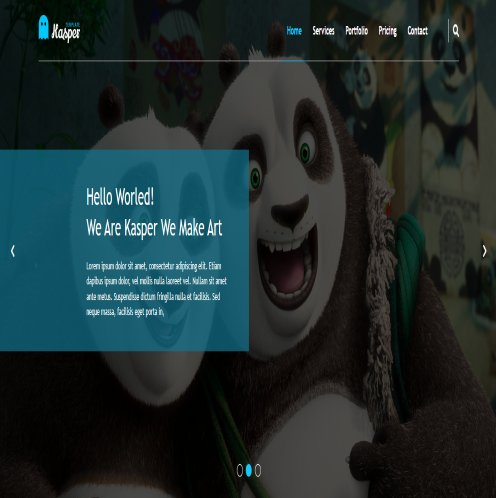 TEMPLATE
Kasper
Home Services Portfolio Pricing Contact
Hello Worled!
We Are Kasper We Make Art
Lorem ipsum dolor sit amet, consectetur adipiscing elit. Etiam
dapibus ipsum dolor, vel mollis nulla laoreet vel. Nullam sit amet
ante metus. Suspendisse dictum fringilla nulla et facilisis. Sed
neque massa, facilisis eget porta in,